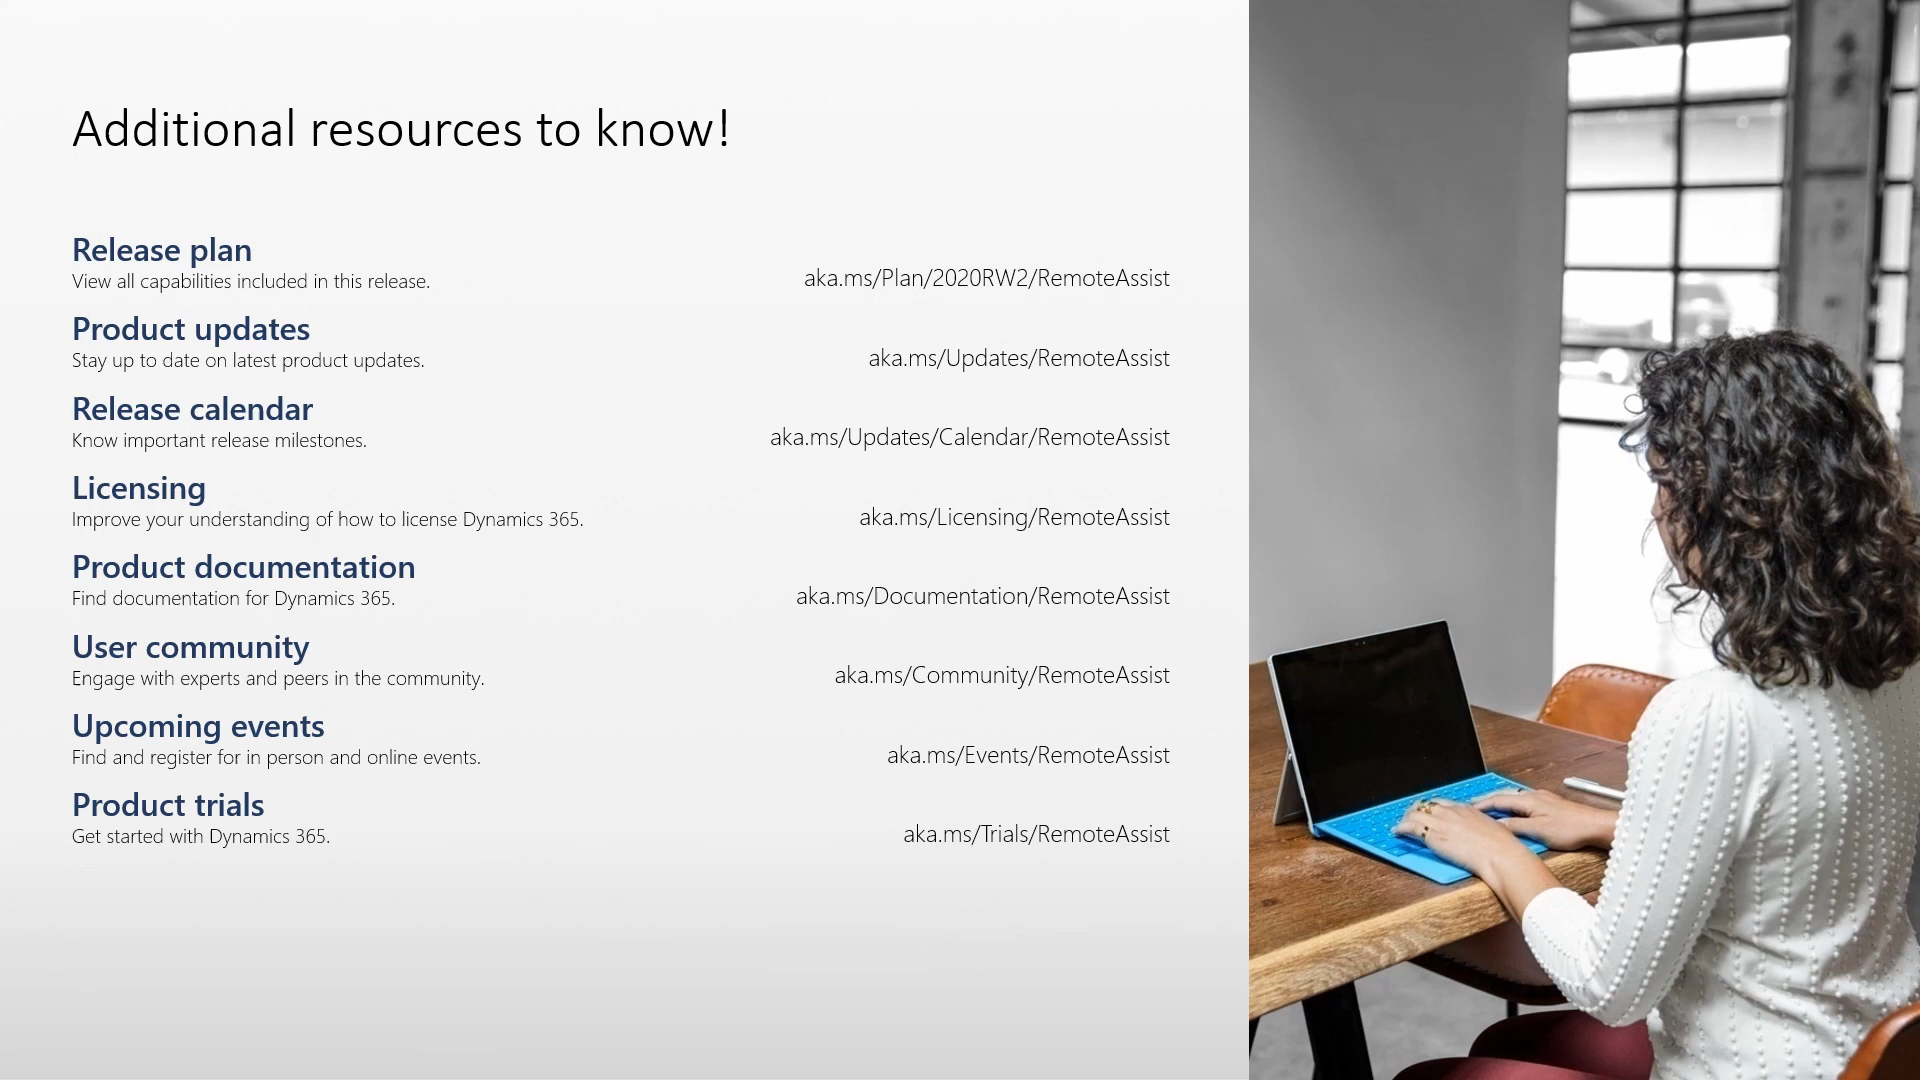 Additional resources to know!
Release plan
View all capabilities included in this release.
aka.ms/Plan/2020RW2/RemoteAssist
Product updates
Stay up to date on latest product updates.
aka.ms/Updates/RemoteAssist
Release calendar
Know important release milestones.
aka.ms/Updates/Calendar/RemoteAssist
Licensing
Improve your understanding of how to license Dynamics 365.
aka.ms/Licensing/RemoteAssist
Product documentation
Find documentation for Dynamics 365.
aka.ms/Documentation/RemoteAssist
User community
Engage with experts and peers in the community.
aka.ms/Community/RemoteAssist
Upcoming events
Find and register for in person and online events.
aka.ms/Events/RemoteAssist
Product trials
Get started with Dynamics 365.
aka.ms/Trials/RemoteAssist